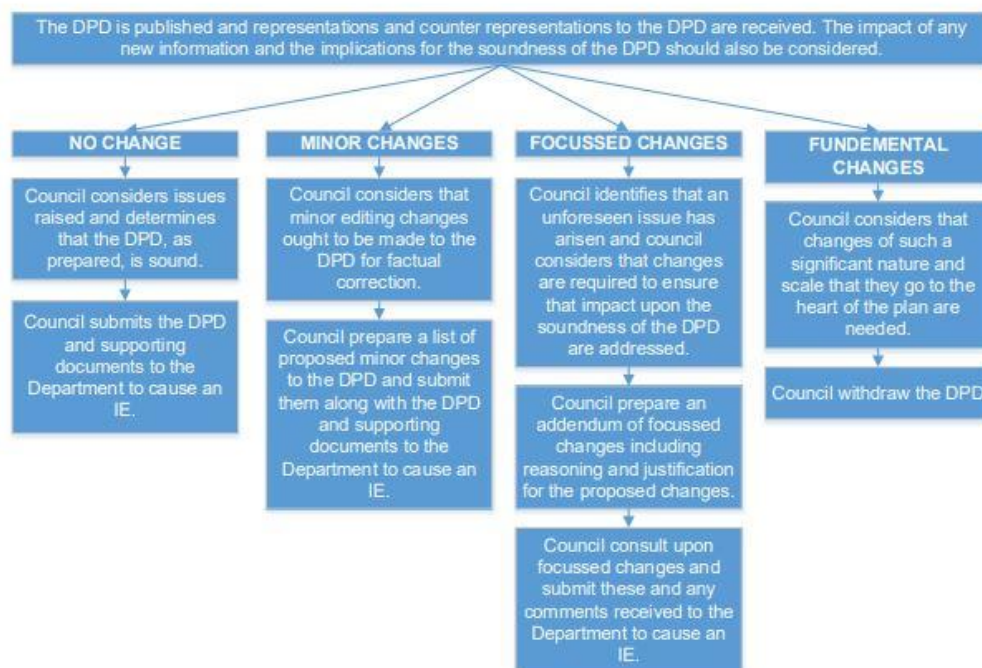 The DPD is published and representations and counter representations to the DPD are received. The impact of any
new information and the implications for the soundness of the DPD should also be considered.
NO CHANGE
Council considers issues
raised and determines
that the DPD, as
prepared, is sound.
Council submits the DPD
and supporting
documents to the
Department to cause an
IE.
MINOR CHANGES
Council considers that
minor editing changes
ought to be made to the
DPD for factual
correction.
Council prepare a list of
proposed minor changes
to the DPD and submit
them along with the DPD
and supporting
documents to the
Department to cause an
IE.
FOCUSSED CHANGES
Council identifies that an
unforeseen issue has
arisen and council
considers that changes
are required to ensure
that impact upon the
soundness of the DPD
are addressed.
Council prepare an
addendum of focussed
changes including
reasoning and justification
for the proposed changes.
Council consult upon
focussed changes and
submit these and any
comments received to the
Department to cause an
IE.
FUNDEMENTAL
CHANGES
Council considers that
changes of such a
significant nature and
scale that they go to the
heart of the plan are
needed.
Council withdraw the DPD